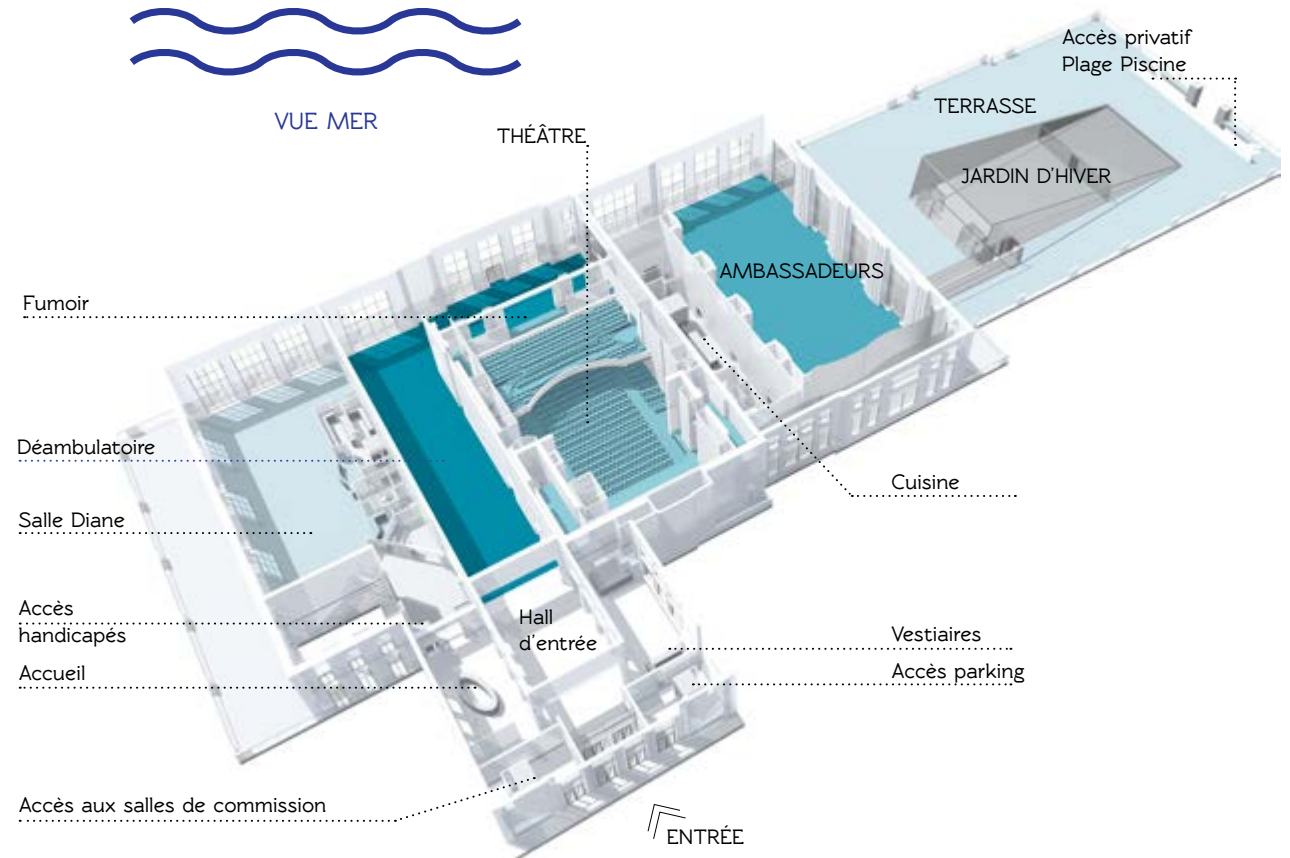 Accès privatif
Plage Piscine
TERRASSE
VUE MER
THÉÂTRE
JARDIN D'HIVER
AMBASSADEURS
Fumoir
Déambulatoire
Cuisine
Salle Diane
Accès
handicapés
Hall
d'entrée
Vestiaires
Accueil
Accès parking
Accès aux salles de commission
ENTRÉE